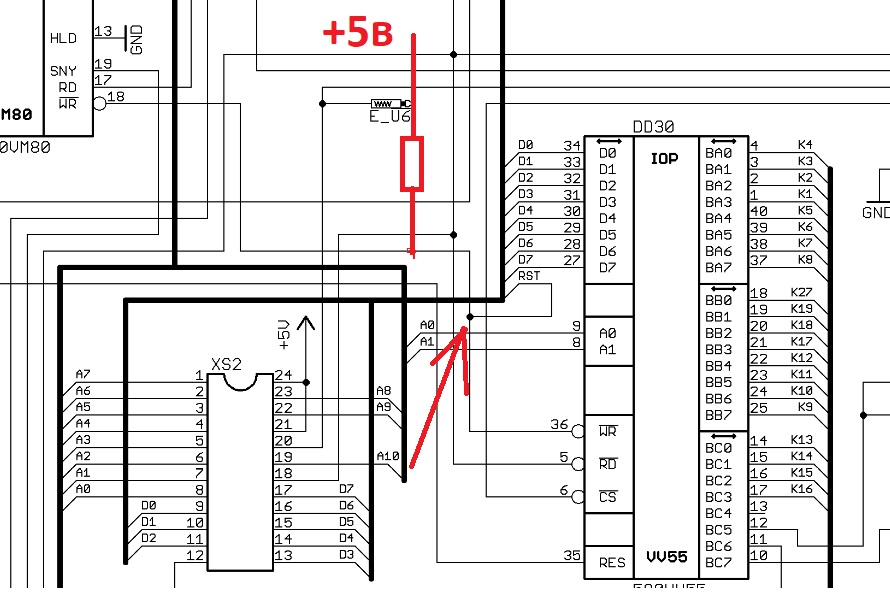 +5в
HLD 13 GND
SNY 19
RD 17
WR 18
M80
0VM80
E_U6
DD30
IOP
D0 34 D0 BA0 4 K4
D1 33 D1 BA1 3 K3
D2 32 D2 BA2 2 K2
D3 31 D3 BA3 1 K1
D4 30 D4 BA4 40 K5
D5 29 D5 BA5 39 K6
D6 28 D6 BA6 38 K7
D7 27 D7 BA7 37 K8
RST
GND
BB0 18 K27
BB1 19 K19
A0 9 A0 BB2 20 K18
A1 8 A1 BB3 21 K17
BB4 22 K12
BB5 23 K11
BB6 24 K10
BB7 25 K9
36 WR BC0 14 K13
5 RD BC1 15 K14
BC2 16 K15
6 CS BC3 17 K16
BC4 13
BC5 12
BC6 11
35 RES VV55 BC7 10
+5V
XS2
A7 1 24
A6 2 23 A8
A5 3 22 A9
A4 4 21
A3 5 20
A2 6 19 A10
A1 7 18
A0 8 17 D7
D0 9 16 D6
D1 10 15 D5
D2 11 14 D4
12 13 D3